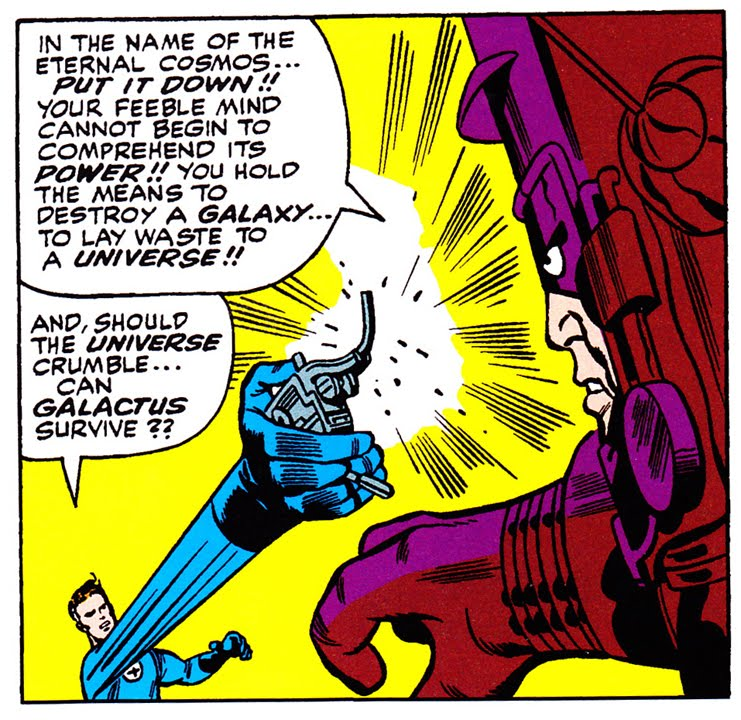 IN THE NAME OF THE
ETERNAL COSMOS...
PUT IT DOWN!!
YOUR FEEBLE MIND
CANNOT BEGIN TO
COMPREHEND ITS
POWER!! YOU HOLD
THE MEANS TO
DESTROY A GALAXY...
TO LAY WASTE TO
A UNIVERSE!!
AND, SHOULD
THE UNIVERSE
CRUMBLE...
CAN
GALACTUS
SURVIVE ??